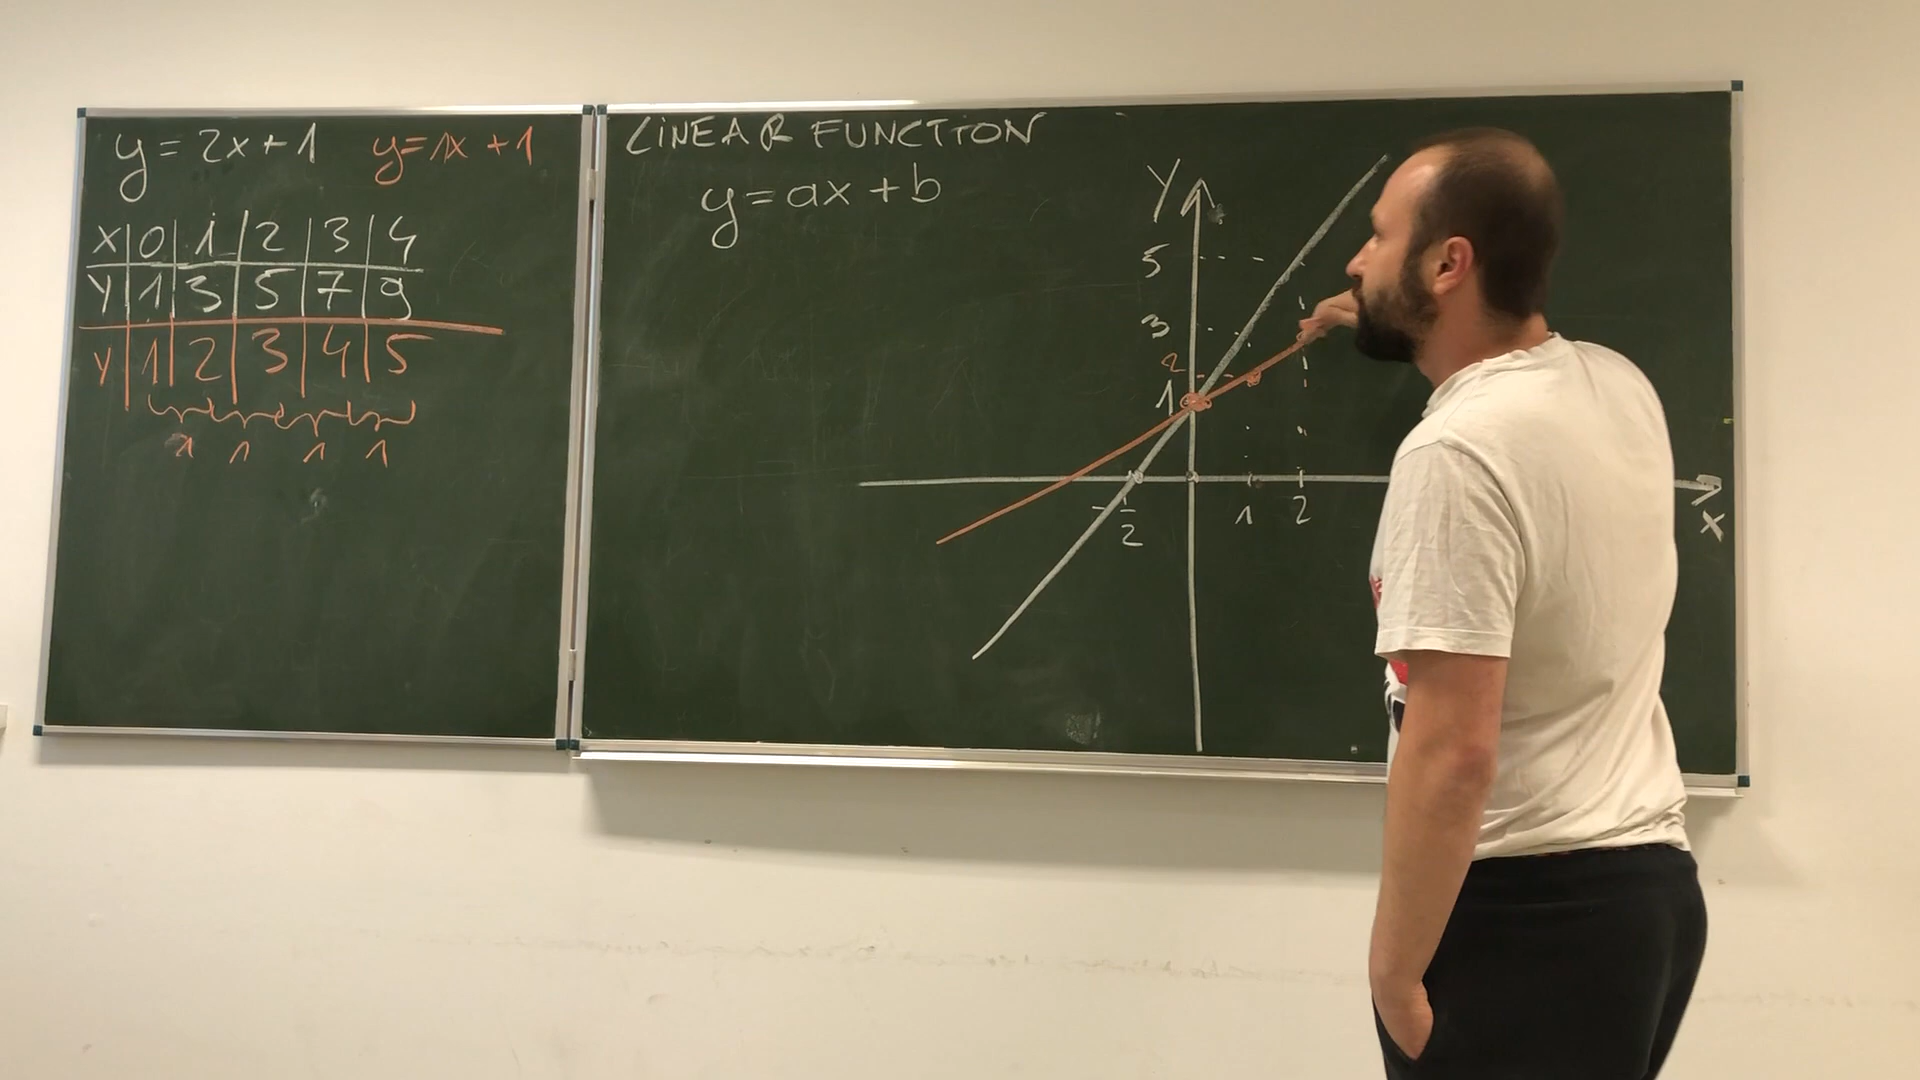 y = 2x + 1 y = 1x + 1
x 0 1 2 3 4
y 1 3 5 7 9
y 1 2 3 4 5
1 1 1 1
LINEAR FUNCTION
y = ax + b
Y
5
3
2
1
-1/2 1 2
x